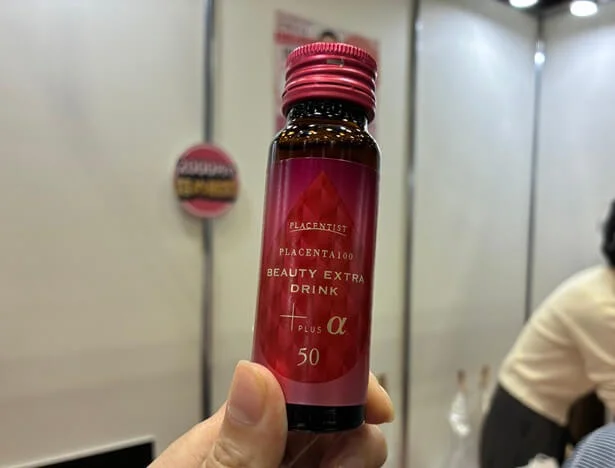 PLACENTIST
PLACENTA100
BEAUTY EXTRA
DRINK
+PLUS α
50